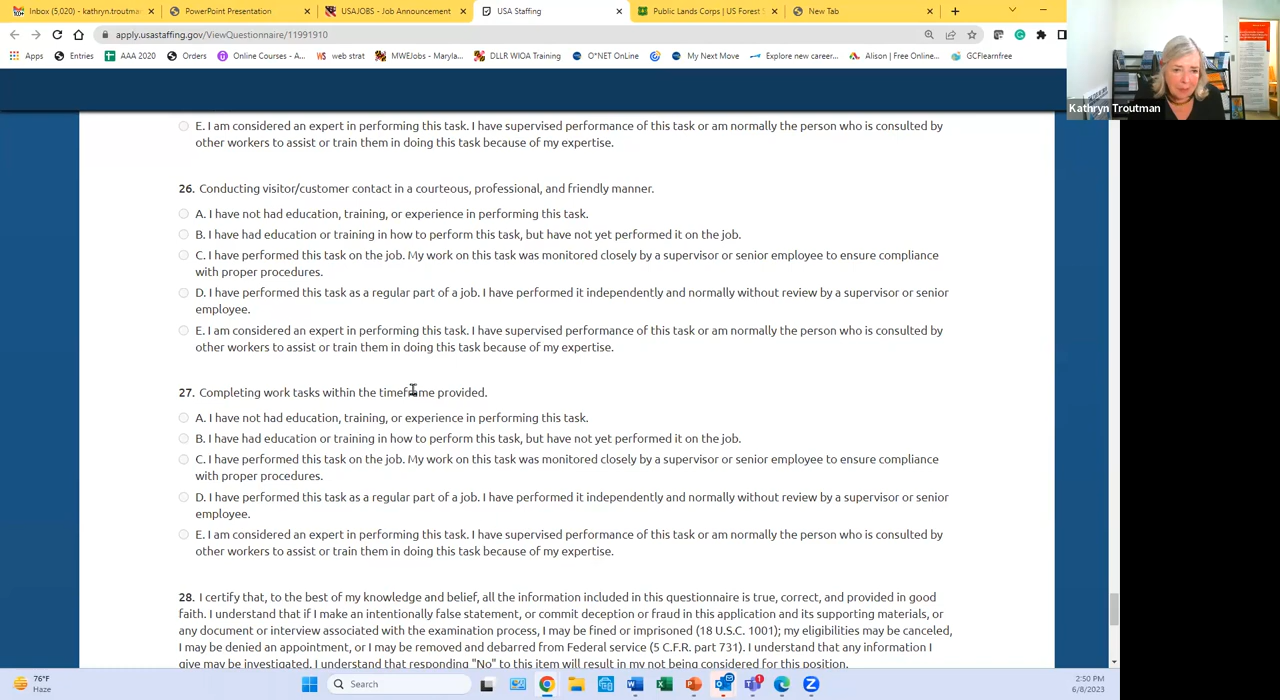 Inbox (5,020) - kathryn.troutma
PowerPoint Presentation
USAJOBS - Job Announcement
USA Staffing
Public Lands Corps | US Forest S
New Tab
apply.usastaffing.gov/ViewQuestionnaire/11991910
Apps
Entries
AAA 2020
Orders
Online Courses - A...
web strat
MWEJobs - Maryla...
DLLR WIOA Training
O*NET OnLine
My Next Move
Explore new career...
Alison | Free Online...
GCFLearnfree
Kathryn Troutman
E. I am considered an expert in performing this task. I have supervised performance of this task or am normally the person who is consulted by
other workers to assist or train them in doing this task because of my expertise.
26. Conducting visitor/customer contact in a courteous, professional, and friendly manner.
A. I have not had education, training, or experience in performing this task.
B. I have had education or training in how to perform this task, but have not yet performed it on the job.
C. I have performed this task on the job. My work on this task was monitored closely by a supervisor or senior employee to ensure compliance
with proper procedures.
D. I have performed this task as a regular part of a job. I have performed it independently and normally without review by a supervisor or senior
employee.
E. I am considered an expert in performing this task. I have supervised performance of this task or am normally the person who is consulted by
other workers to assist or train them in doing this task because of my expertise.
27. Completing work tasks within the timeframe provided.
A. I have not had education, training, or experience in performing this task.
B. I have had education or training in how to perform this task, but have not yet performed it on the job.
C. I have performed this task on the job. My work on this task was monitored closely by a supervisor or senior employee to ensure compliance
with proper procedures.
D. I have performed this task as a regular part of a job. I have performed it independently and normally without review by a supervisor or senior
employee.
E. I am considered an expert in performing this task. I have supervised performance of this task or am normally the person who is consulted by
other workers to assist or train them in doing this task because of my expertise.
28. I certify that, to the best of my knowledge and belief, all the information included in this questionnaire is true, correct, and provided in good
faith. I understand that if I make an intentionally false statement, or commit deception or fraud in this application and its supporting materials, or
any document or interview associated with the examination process, I may be fined or imprisoned (18 U.S.C. 1001); my eligibilities may be canceled,
I may be denied an appointment, or I may be removed and debarred from Federal service (5 C.F.R. part 731). I understand that any information I
give may be investigated. I understand that responding "No" to this item will result in my not being considered for this position.
76°F
Haze
Search
2:50 PM
6/8/2023